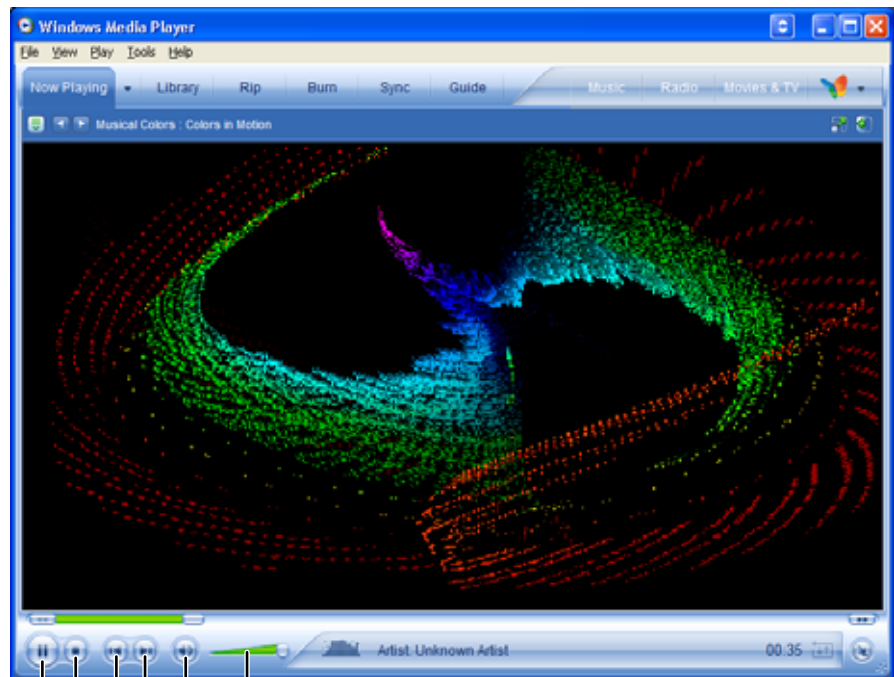 Windows Media Player
File View Play Tools Help
Now Playing Library Rip Burn Sync Guide Music Radio Movies & TV
Musical Colors : Colors in Motion
Artist: Unknown Artist 00:35